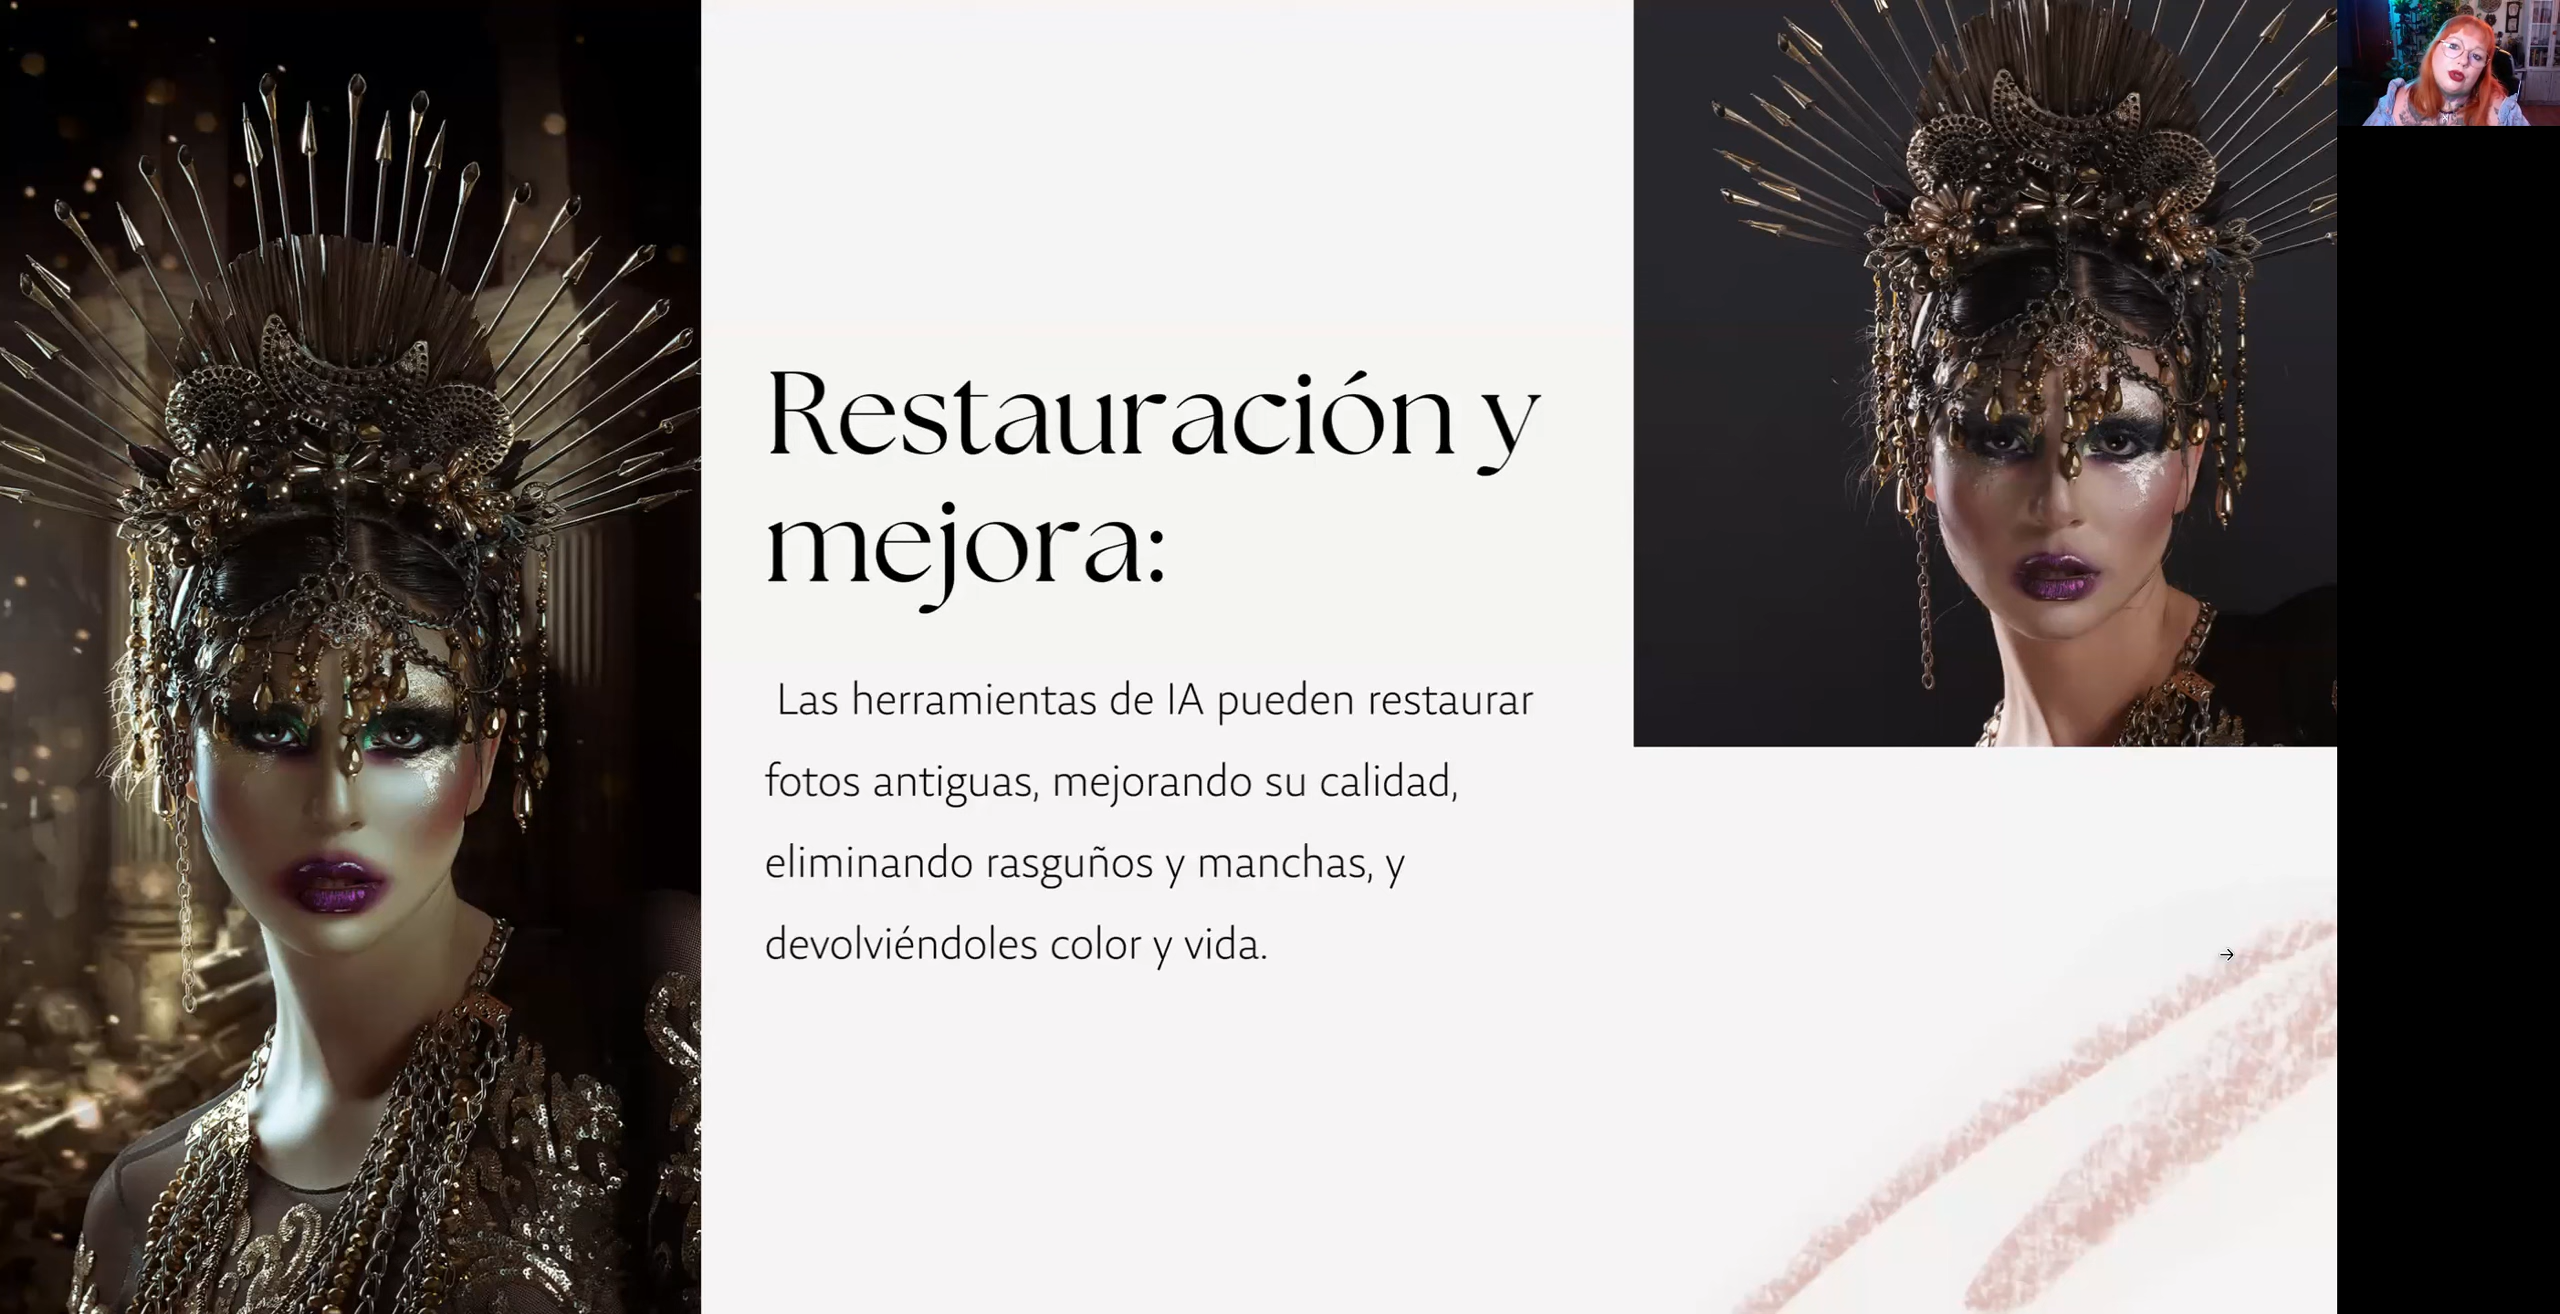 Restauración y
mejora:
Las herramientas de IA pueden restaurar
fotos antiguas, mejorando su calidad,
eliminando rasguños y manchas, y
devolviéndoles color y vida.